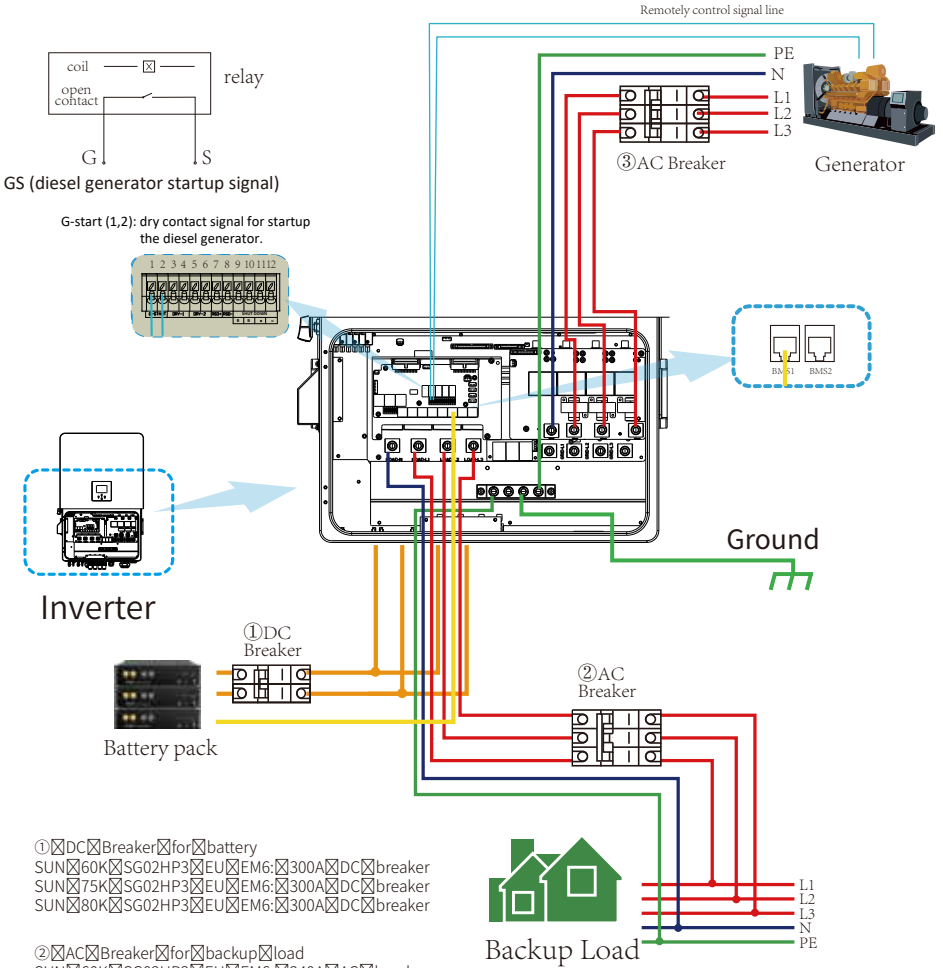 Remotely control signal line
PE
N
L1
L2
L3
coil
open
contact
relay
G
S
GS (diesel generator startup signal)
③AC Breaker
Generator
G-start (1,2): dry contact signal for startup
the diesel generator.
1 2 3 4 5 6 7 8 9 10 11 12
BMS1 BMS2
Inverter
Ground
①DC
Breaker
②AC
Breaker
Battery pack
①☒DC☒Breaker☒for☒battery
SUN☒60K☒SG02HP3☒EU☒EM6:☒300A☒DC☒breaker
SUN☒75K☒SG02HP3☒EU☒EM6:☒300A☒DC☒breaker
SUN☒80K☒SG02HP3☒EU☒EM6:☒300A☒DC☒breaker
②☒AC☒Breaker☒for☒backup☒load
Backup Load
L1
L2
L3
N
PE